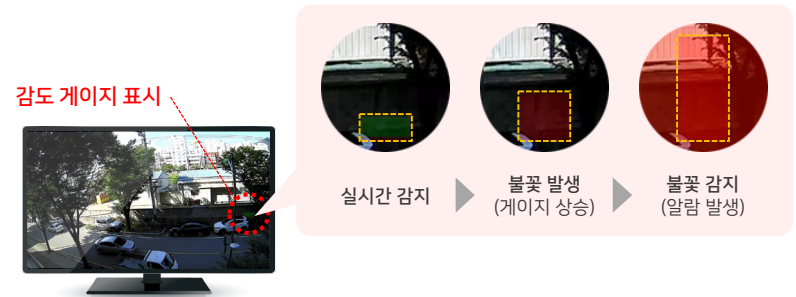 감도 게이지 표시
실시간 감지
불꽃 발생
(게이지 상승)
불꽃 감지
(알람 발생)